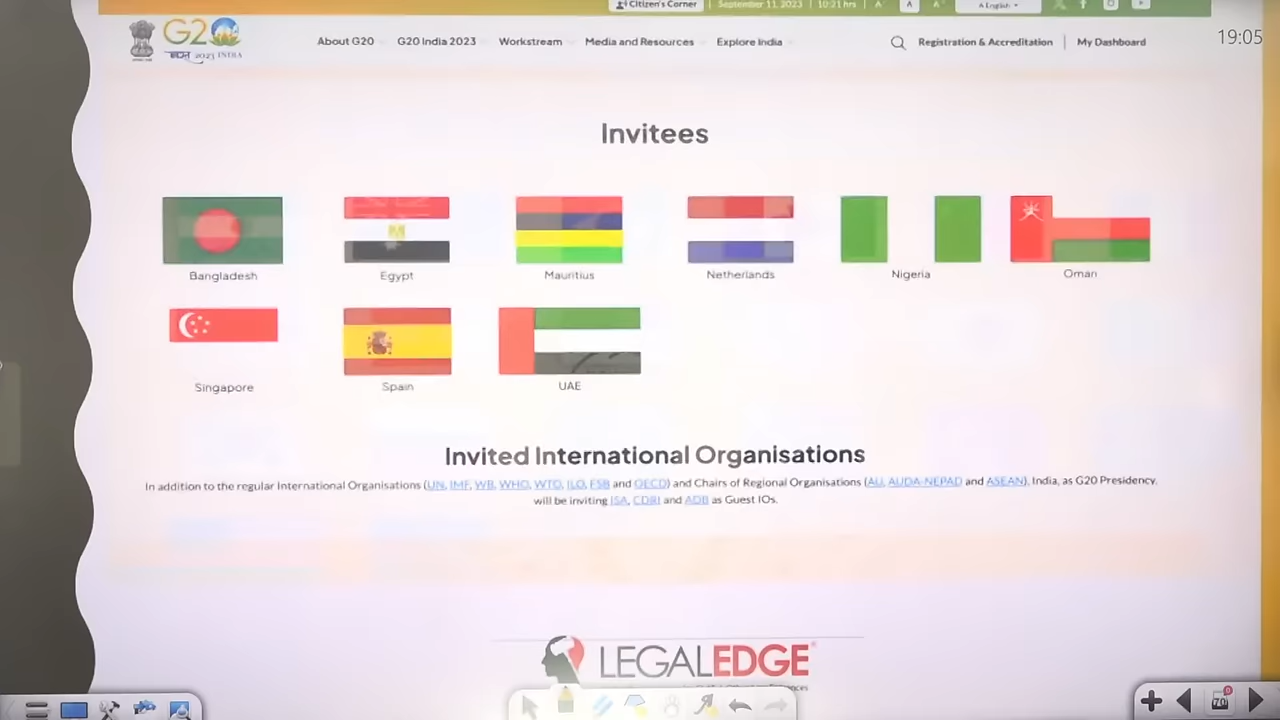 Citizen's Corner | September 11, 2023 | 10:21 hrs | A A A English
G20
2023 INDIA
About G20 G20 India 2023 Workstream Media and Resources Explore India Registration & Accreditation | My Dashboard
19:05
Invitees
Bangladesh Egypt Mauritius Netherlands Nigeria Oman
Singapore Spain UAE
Invited International Organisations
In addition to the regular International Organisations (UN, IMF, WB, WHO, WTO, ILO, FSB and OECD) and Chairs of Regional Organisations (AU, AUDA-NEPAD and ASEAN), India, as G20 Presidency,
will be inviting ISA, CDRI and ADB as Guest IOs.
LEGALEDGE